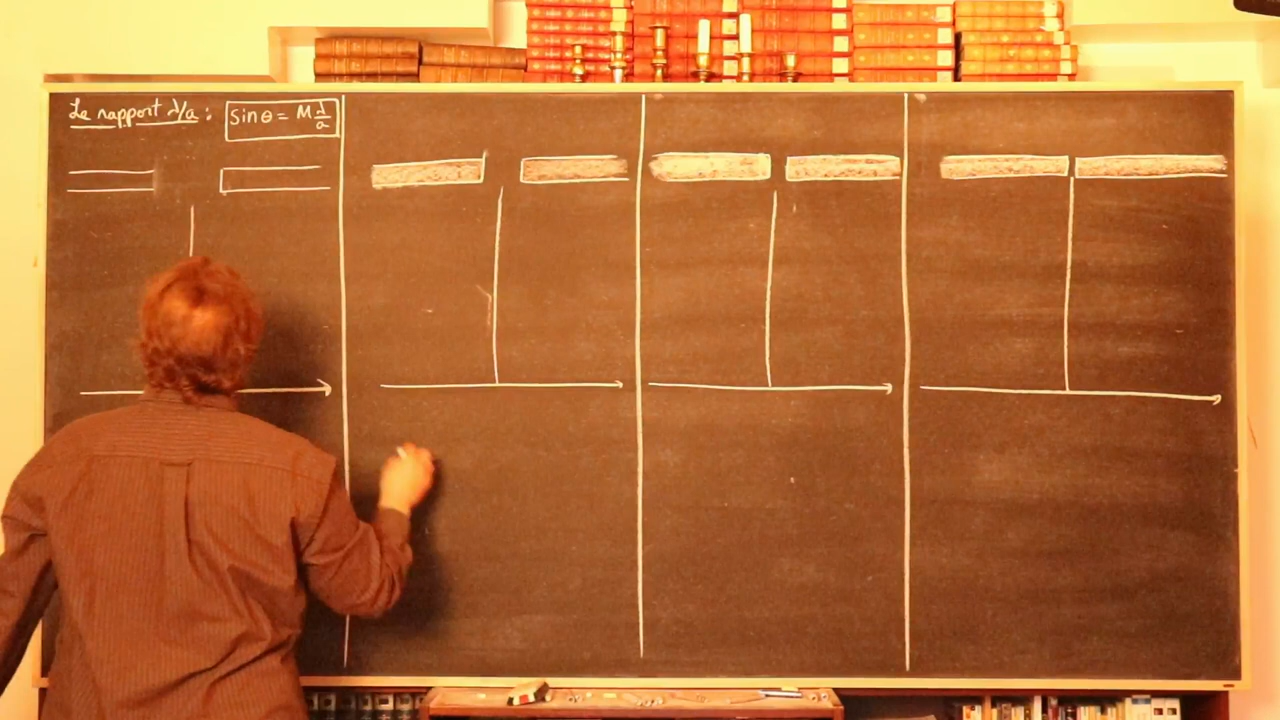 Le rapport λ/a : Sin θ = M λ/a